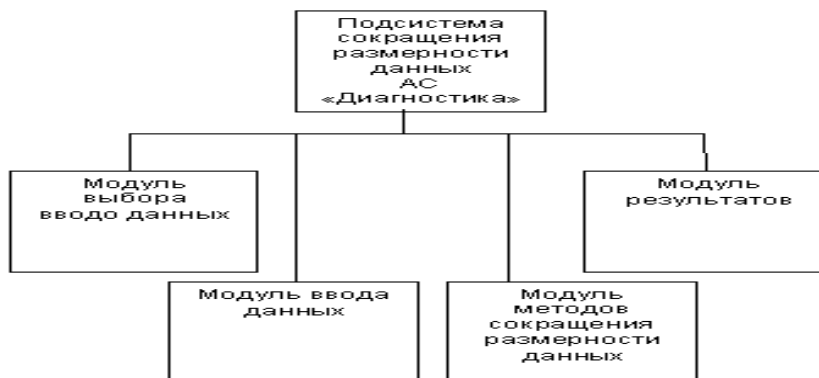 Подсистема
сокращения
размерности
данных
АС
«Диагностика»
Модуль
выбора
вводо данных
Модуль
результатов
Модуль ввода
данных
Модуль
методов
сокращения
размерности
данных